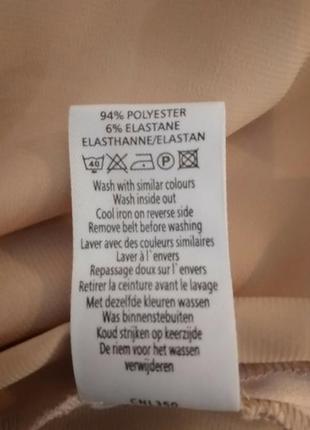 94% POLYESTER
6% ELASTANE
ELASTHANNE/ELASTAN
40 P
Wash with similar colours
Wash inside out
Cool iron on reverse side
Remove belt before washing
Laver avec des couleurs similaires
Laver à l`envers
Repassage doux sur l`envers
Retirer la ceinture avant le lavage
Met dezelfde kleuren wassen
Was binnenstebuiten
Koud strijken op keerzijde
De riem voor het wassen
verwijderen